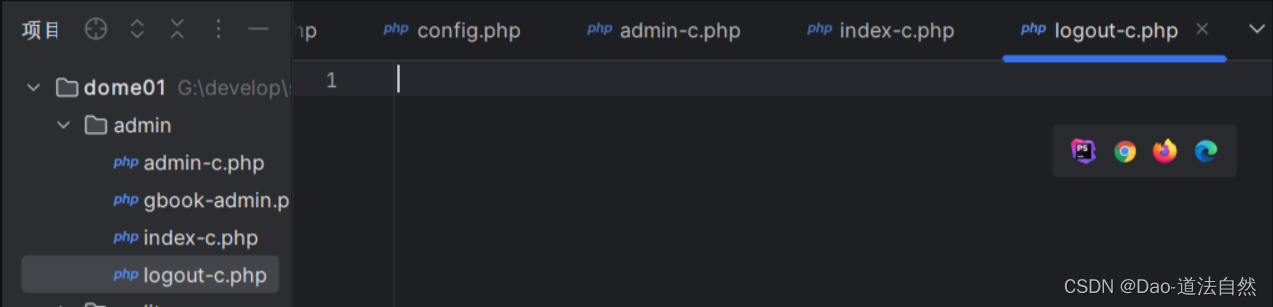 项目
php config.php
php admin-c.php
php index-c.php
php logout-c.php
1
dome01 G:\develop\
admin
php admin-c.php
php gbook-admin.p
php index-c.php
php logout-c.php
PS
CSDN @Dao-道法自然